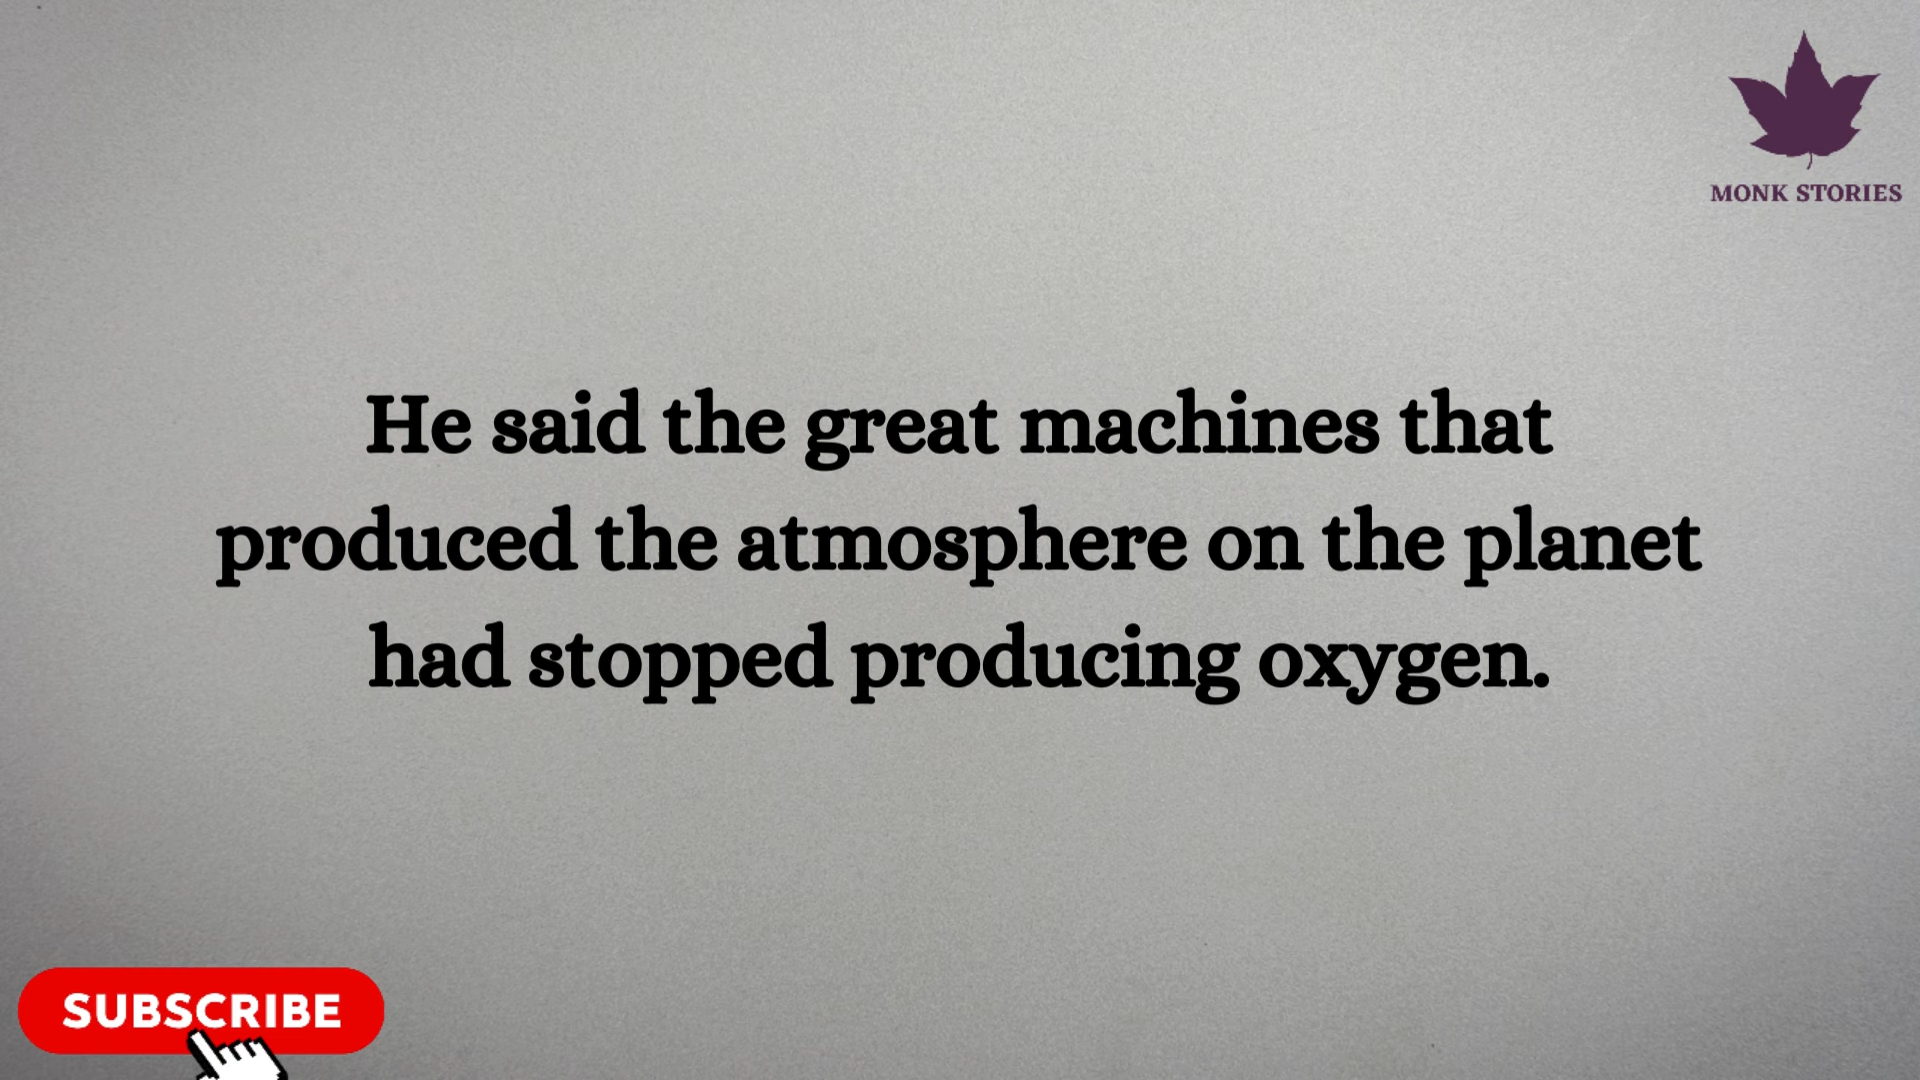 MONK STORIES
He said the great machines that
produced the atmosphere on the planet
had stopped producing oxygen.
SUBSCRIBE